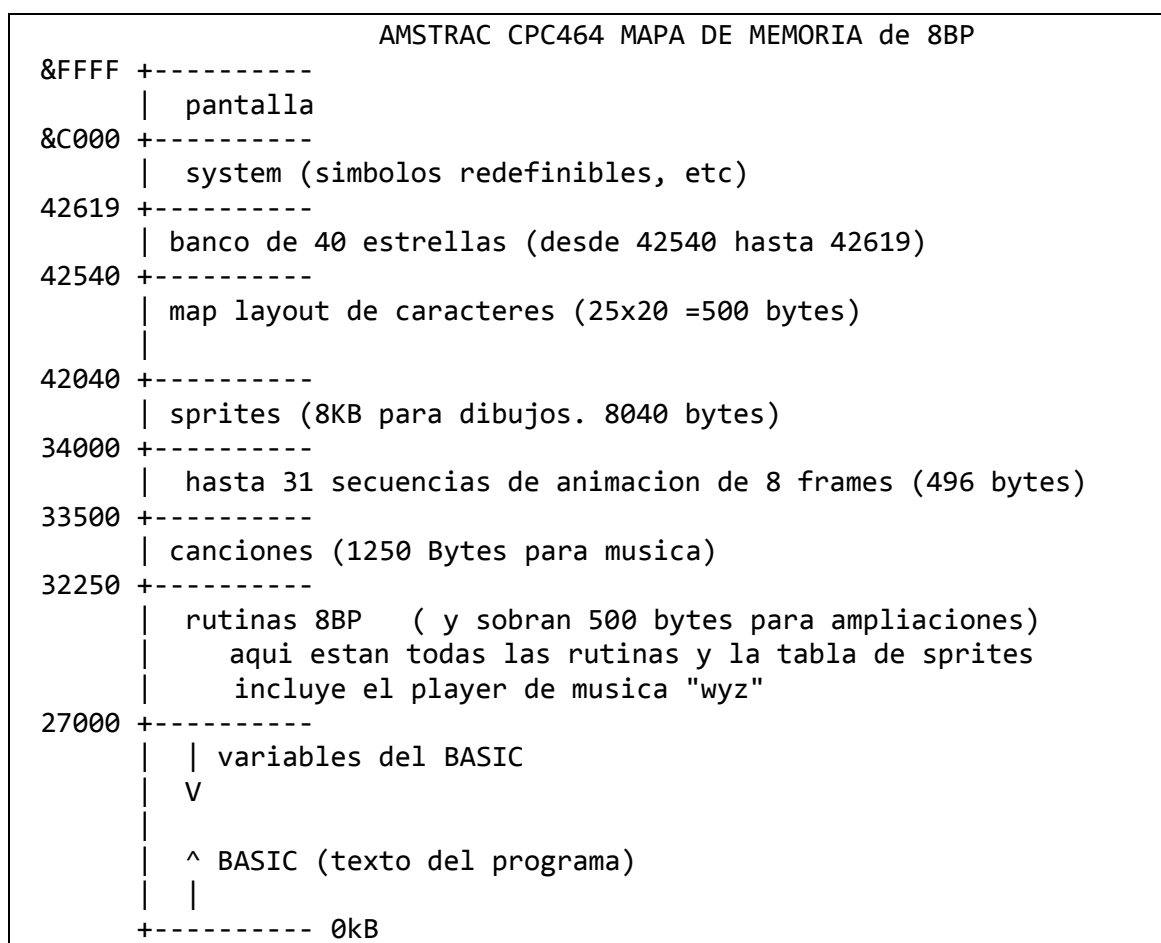 AMSTRAC CPC464 MAPA DE MEMORIA de 8BP
&FFFF +----------
| pantalla
&C000 +----------
| system (simbolos redefinibles, etc)
42619 +----------
| banco de 40 estrellas (desde 42540 hasta 42619)
42540 +----------
| map layout de caracteres (25x20 =500 bytes)
|
42040 +----------
| sprites (8KB para dibujos. 8040 bytes)
34000 +----------
| hasta 31 secuencias de animacion de 8 frames (496 bytes)
33500 +----------
| canciones (1250 Bytes para musica)
32250 +----------
| rutinas 8BP ( y sobran 500 bytes para ampliaciones)
| aqui estan todas las rutinas y la tabla de sprites
| incluye el player de musica "wyz"
27000 +----------
| | variables del BASIC
| V
|
| ^ BASIC (texto del programa)
| |
+---------- 0kB